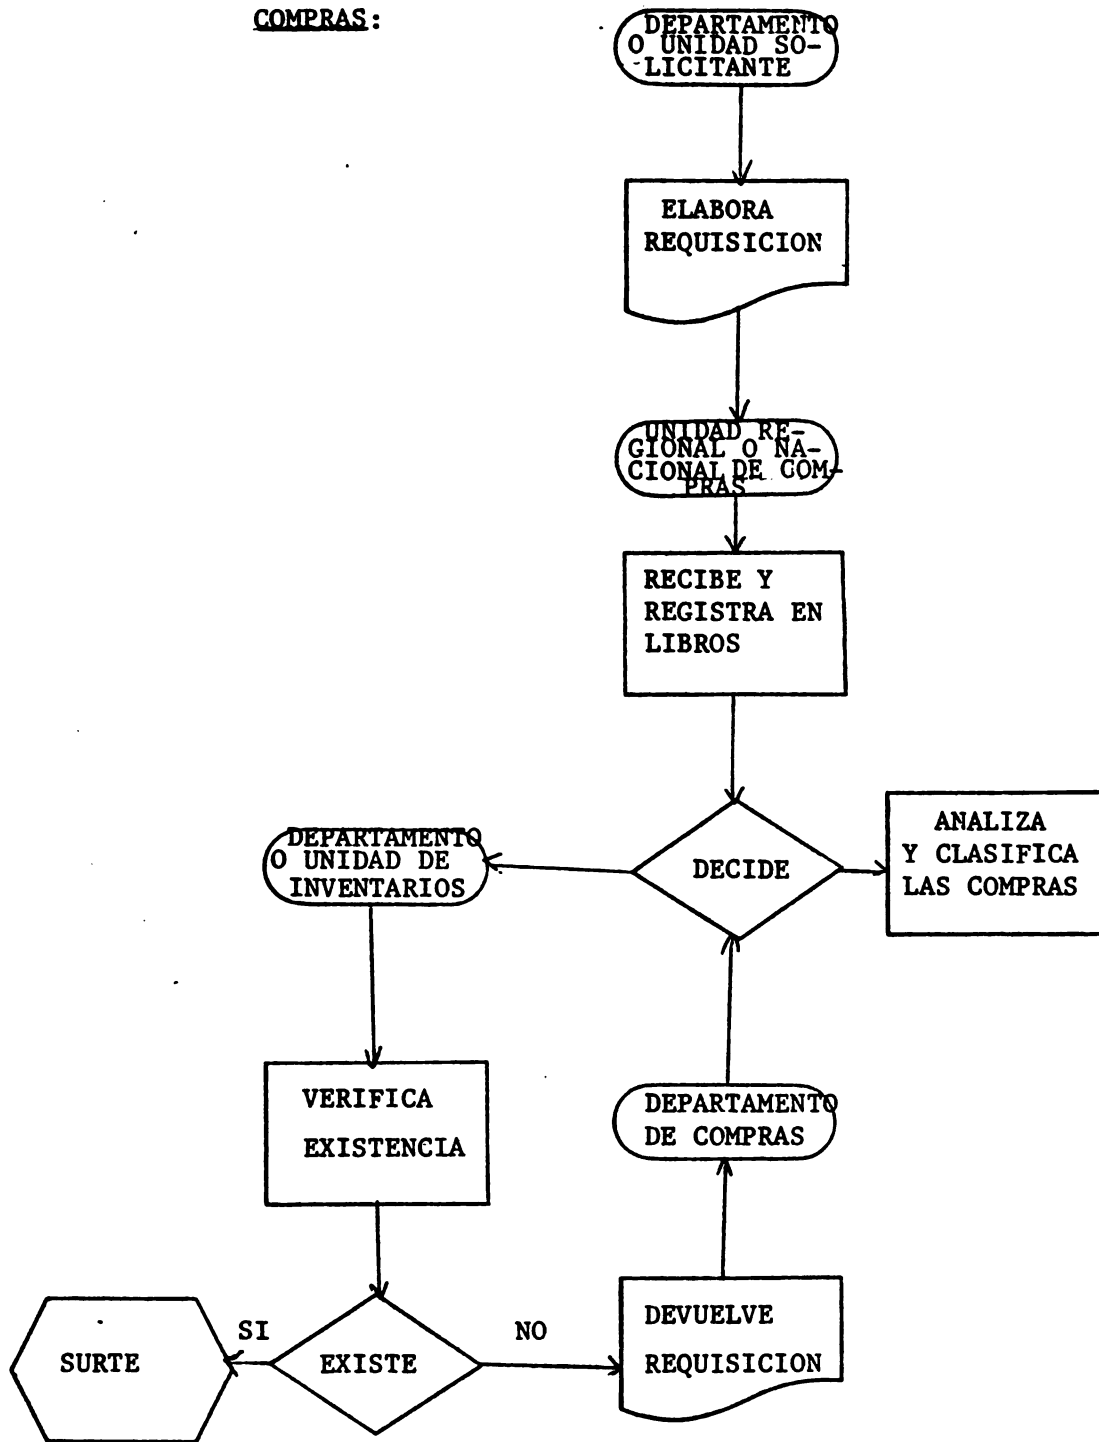 COMPRAS:
DEPARTAMENTO
O UNIDAD SO-
LICITANTE
ELABORA
REQUISICION
UNIDAD RE-
GIONAL O NA-
CIONAL DE COM-
PRAS
RECIBE Y
REGISTRA EN
LIBROS
DECIDE
ANALIZA
Y CLASIFICA
LAS COMPRAS
DEPARTAMENTO
O UNIDAD DE
INVENTARIOS
VERIFICA
EXISTENCIA
DEPARTAMENTO
DE COMPRAS
SURTE
SI
EXISTE
NO
DEVUELVE
REQUISICION